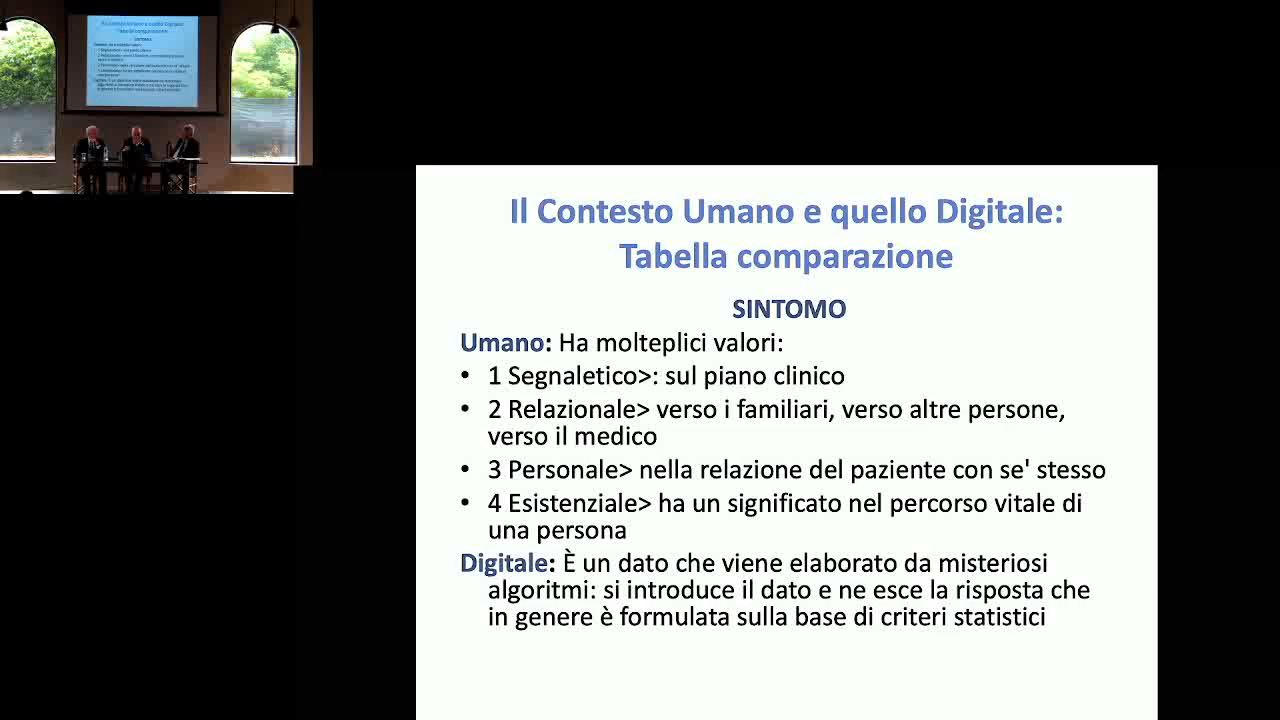 Il Contesto Umano e quello Digitale:
Tabella comparazione
SINTOMO
Umano: Ha molteplici valori:
• 1 Segnaletico>: sul piano clinico
• 2 Relazionale> verso i familiari, verso altre persone,
verso il medico
• 3 Personale> nella relazione del paziente con se' stesso
• 4 Esistenziale> ha un significato nel percorso vitale di
una persona
Digitale: È un dato che viene elaborato da misteriosi
algoritmi: si introduce il dato e ne esce la risposta che
in genere è formulata sulla base di criteri statistici